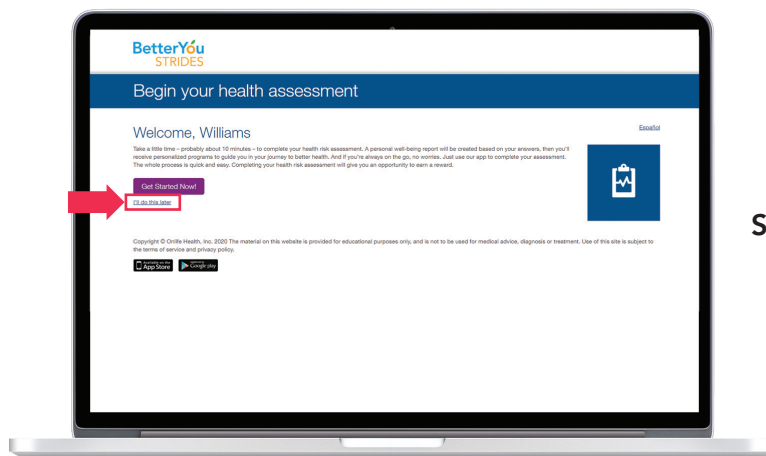 BetterYou
STRIDES
Begin your health assessment
Welcome, Williams
Español
Take a little time – probably about 10 minutes – to complete your health risk assessment. A personal well-being report will be created based on your answers, then you'll
receive personalized programs to guide you in your journey to better health. And if you're always on the go, no worries. Just use our app to complete your assessment.
The whole process is quick and easy. Completing your health risk assessment will give you an opportunity to earn a reward.
Get Started Now!
I'll do this later
S
Copyright © Onlife Health, Inc. 2020 The material on this website is provided for educational purposes only, and is not to be used for medical advice, diagnosis or treatment. Use of this site is subject to
the terms of service and privacy policy.
Available on the
App Store
Google play